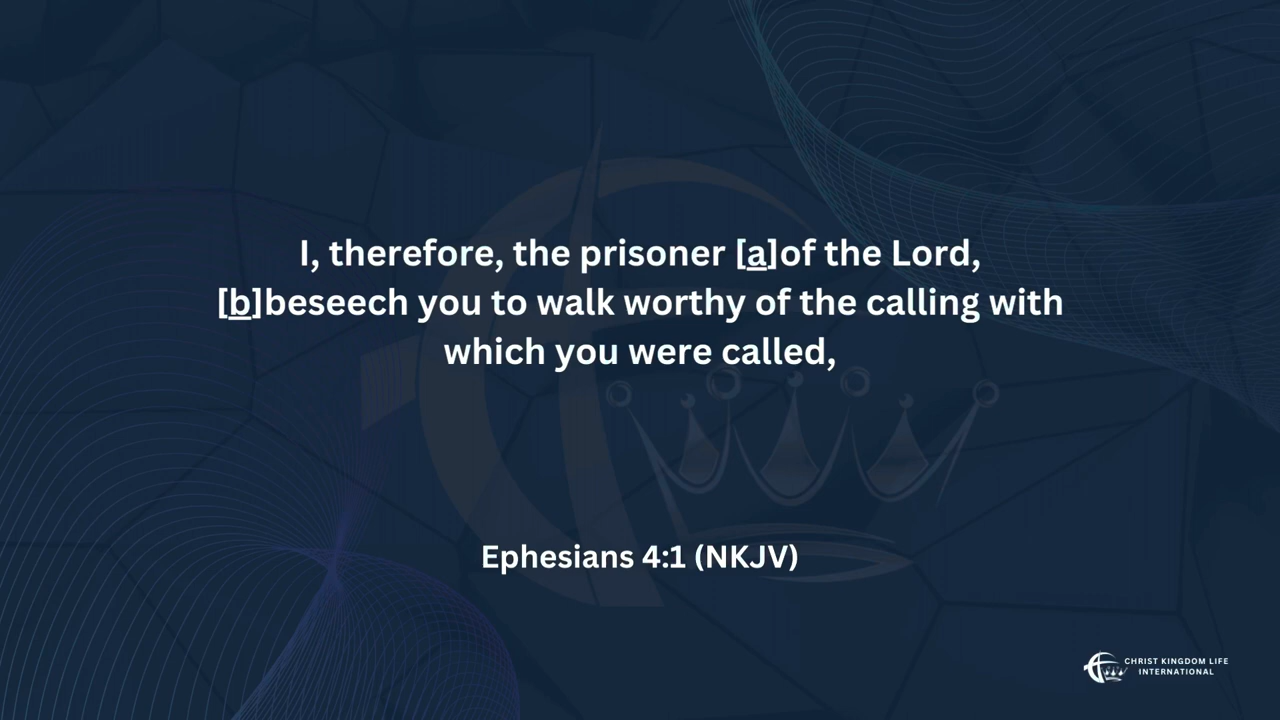 I, therefore, the prisoner [a]of the Lord,
[b]beseech you to walk worthy of the calling with
which you were called,
Ephesians 4:1 (NKJV)
CHRIST KINGDOM LIFE
INTERNATIONAL